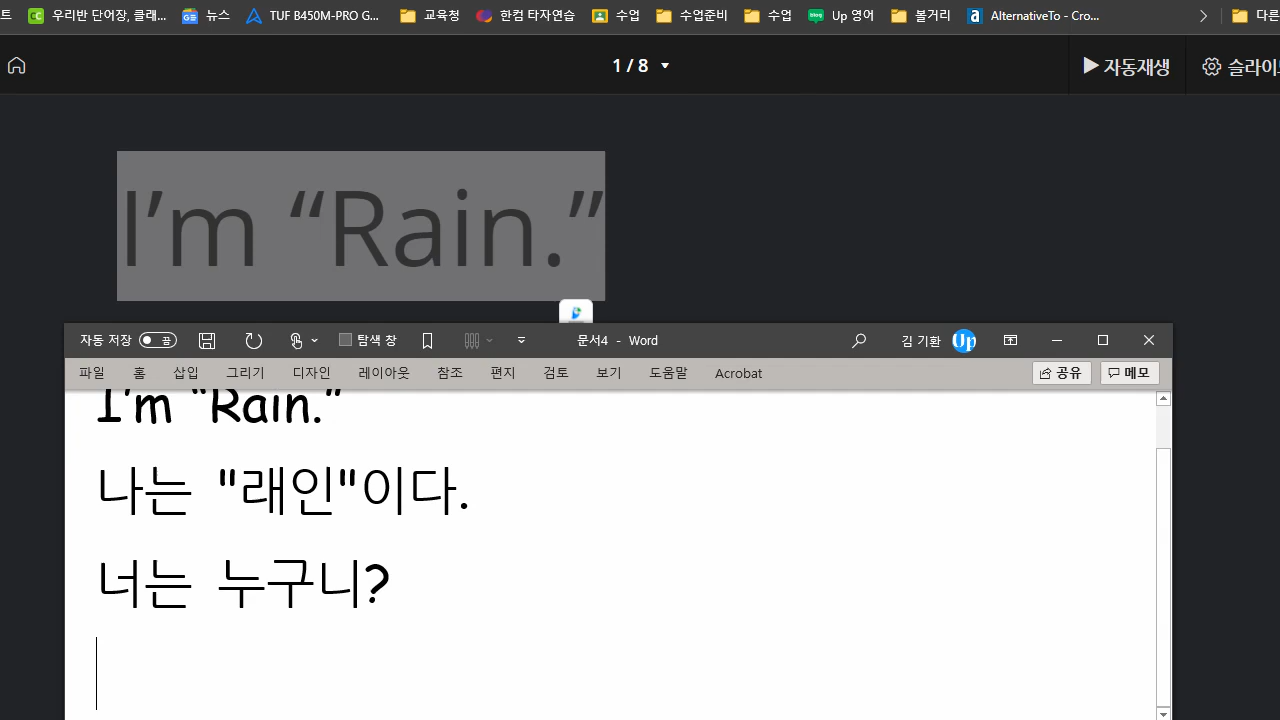 트 우리반 단어장, 클래... 뉴스 TUF B450M-PRO G... 교육청 한컴 타자연습 수업 수업준비 수업 Up 영어 볼거리 AlternativeTo - Cro... 다른
1 / 8 자동재생 슬라이드
I’m “Rain.”
자동 저장 끔 탐색 창 문서4 - Word 김 기환 Up
파일 홈 삽입 그리기 디자인 레이아웃 참조 편지 검토 보기 도움말 Acrobat 공유 메모
I’m “Rain.”
나는 "래인"이다.
너는 누구니?